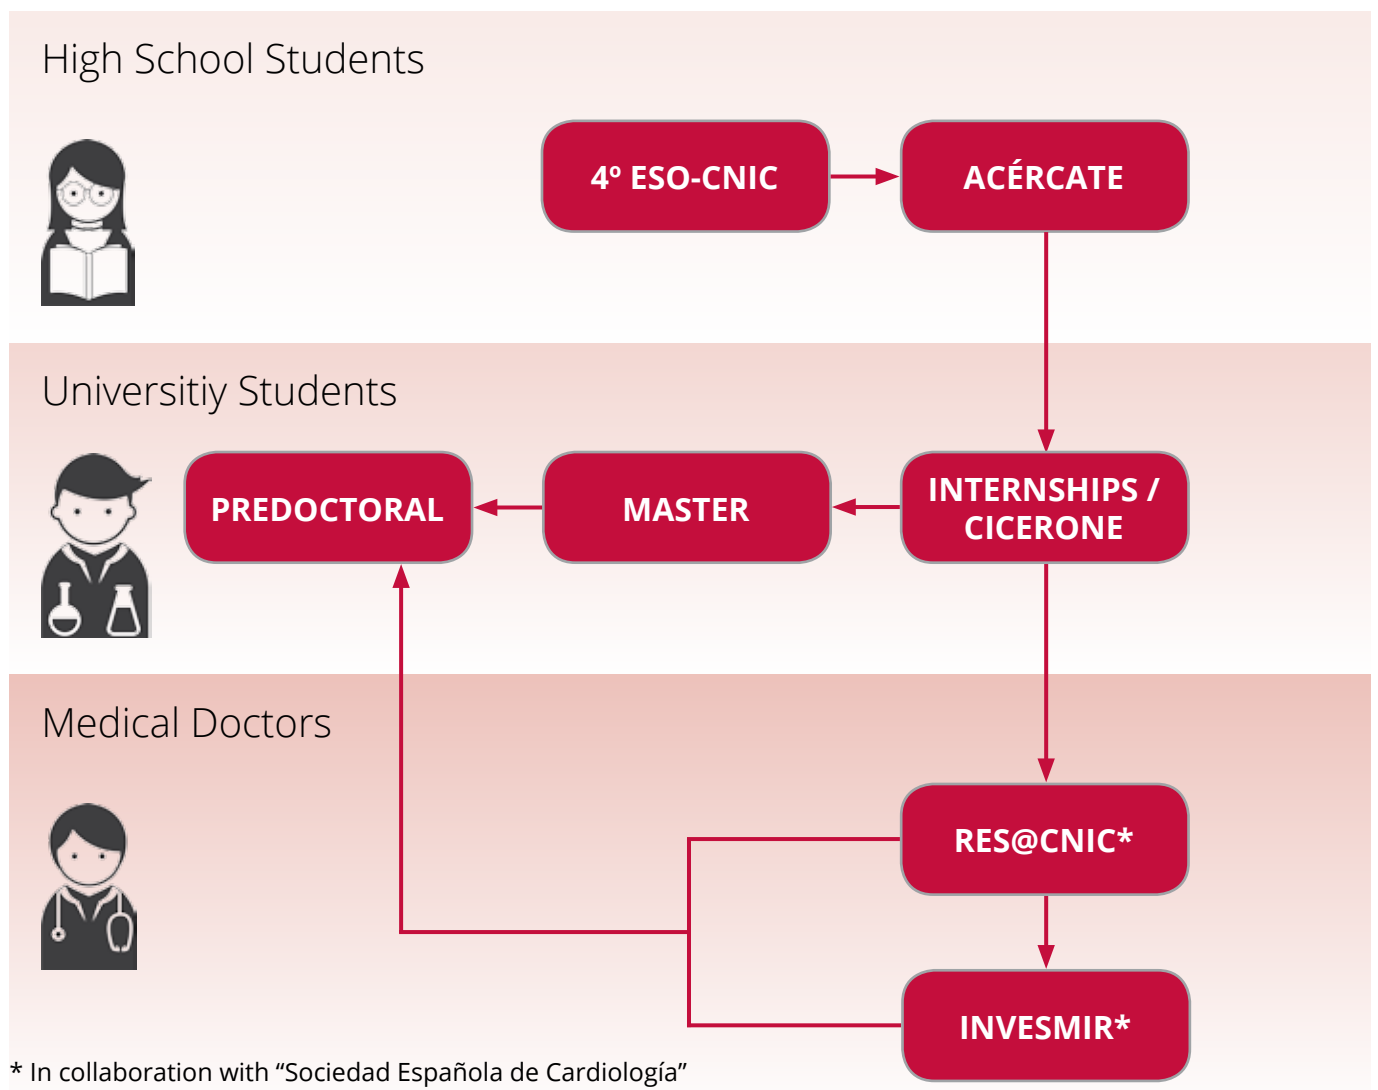 High School Students
4º ESO-CNIC
ACÉRCATE
Universitiy Students
PREDOCTORAL
MASTER
INTERNSHIPS /
CICERONE
Medical Doctors
RES@CNIC*
INVESMIR*
* In collaboration with “Sociedad Española de Cardiología”